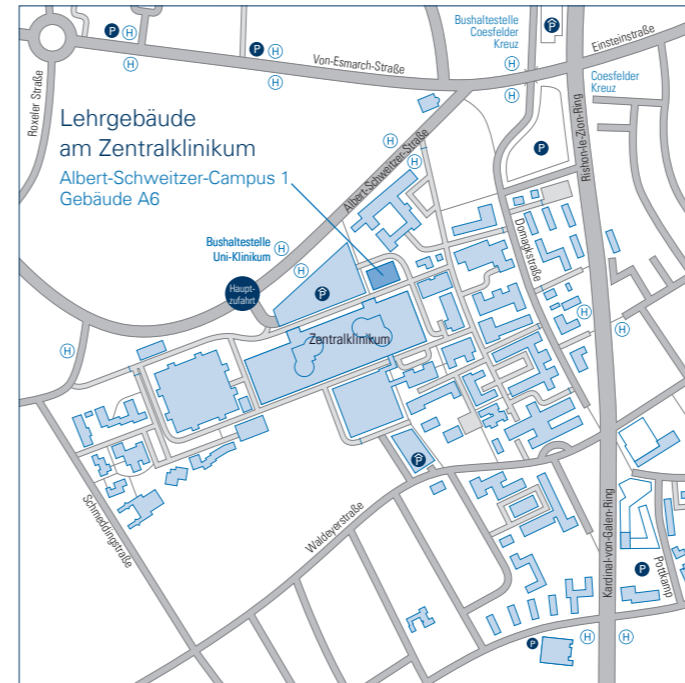 Bushaltestelle
Coesfelder
Kreuz
P
P
H
P
H
H
H
H
H
Von-Esmarch-Straße
Einsteinstraße
Roxeler Straße
H
Coesfelder
Kreuz
Lehrgebäude
am Zentralklinikum
Albert-Schweitzer-Campus 1
Gebäude A6
Albert-Schweitzer-Straße
H
H
P
Rishon-le-Zion-Ring
Domagkstraße
Bushaltestelle
Uni-Klinikum
H
H
Haupt-
zufahrt
P
Zentralklinikum
H
H
H
P
Schmeddingstraße
Waldeyerstraße
Kardinal-von-Galen-Ring
P
Pottkamp
P
H
H